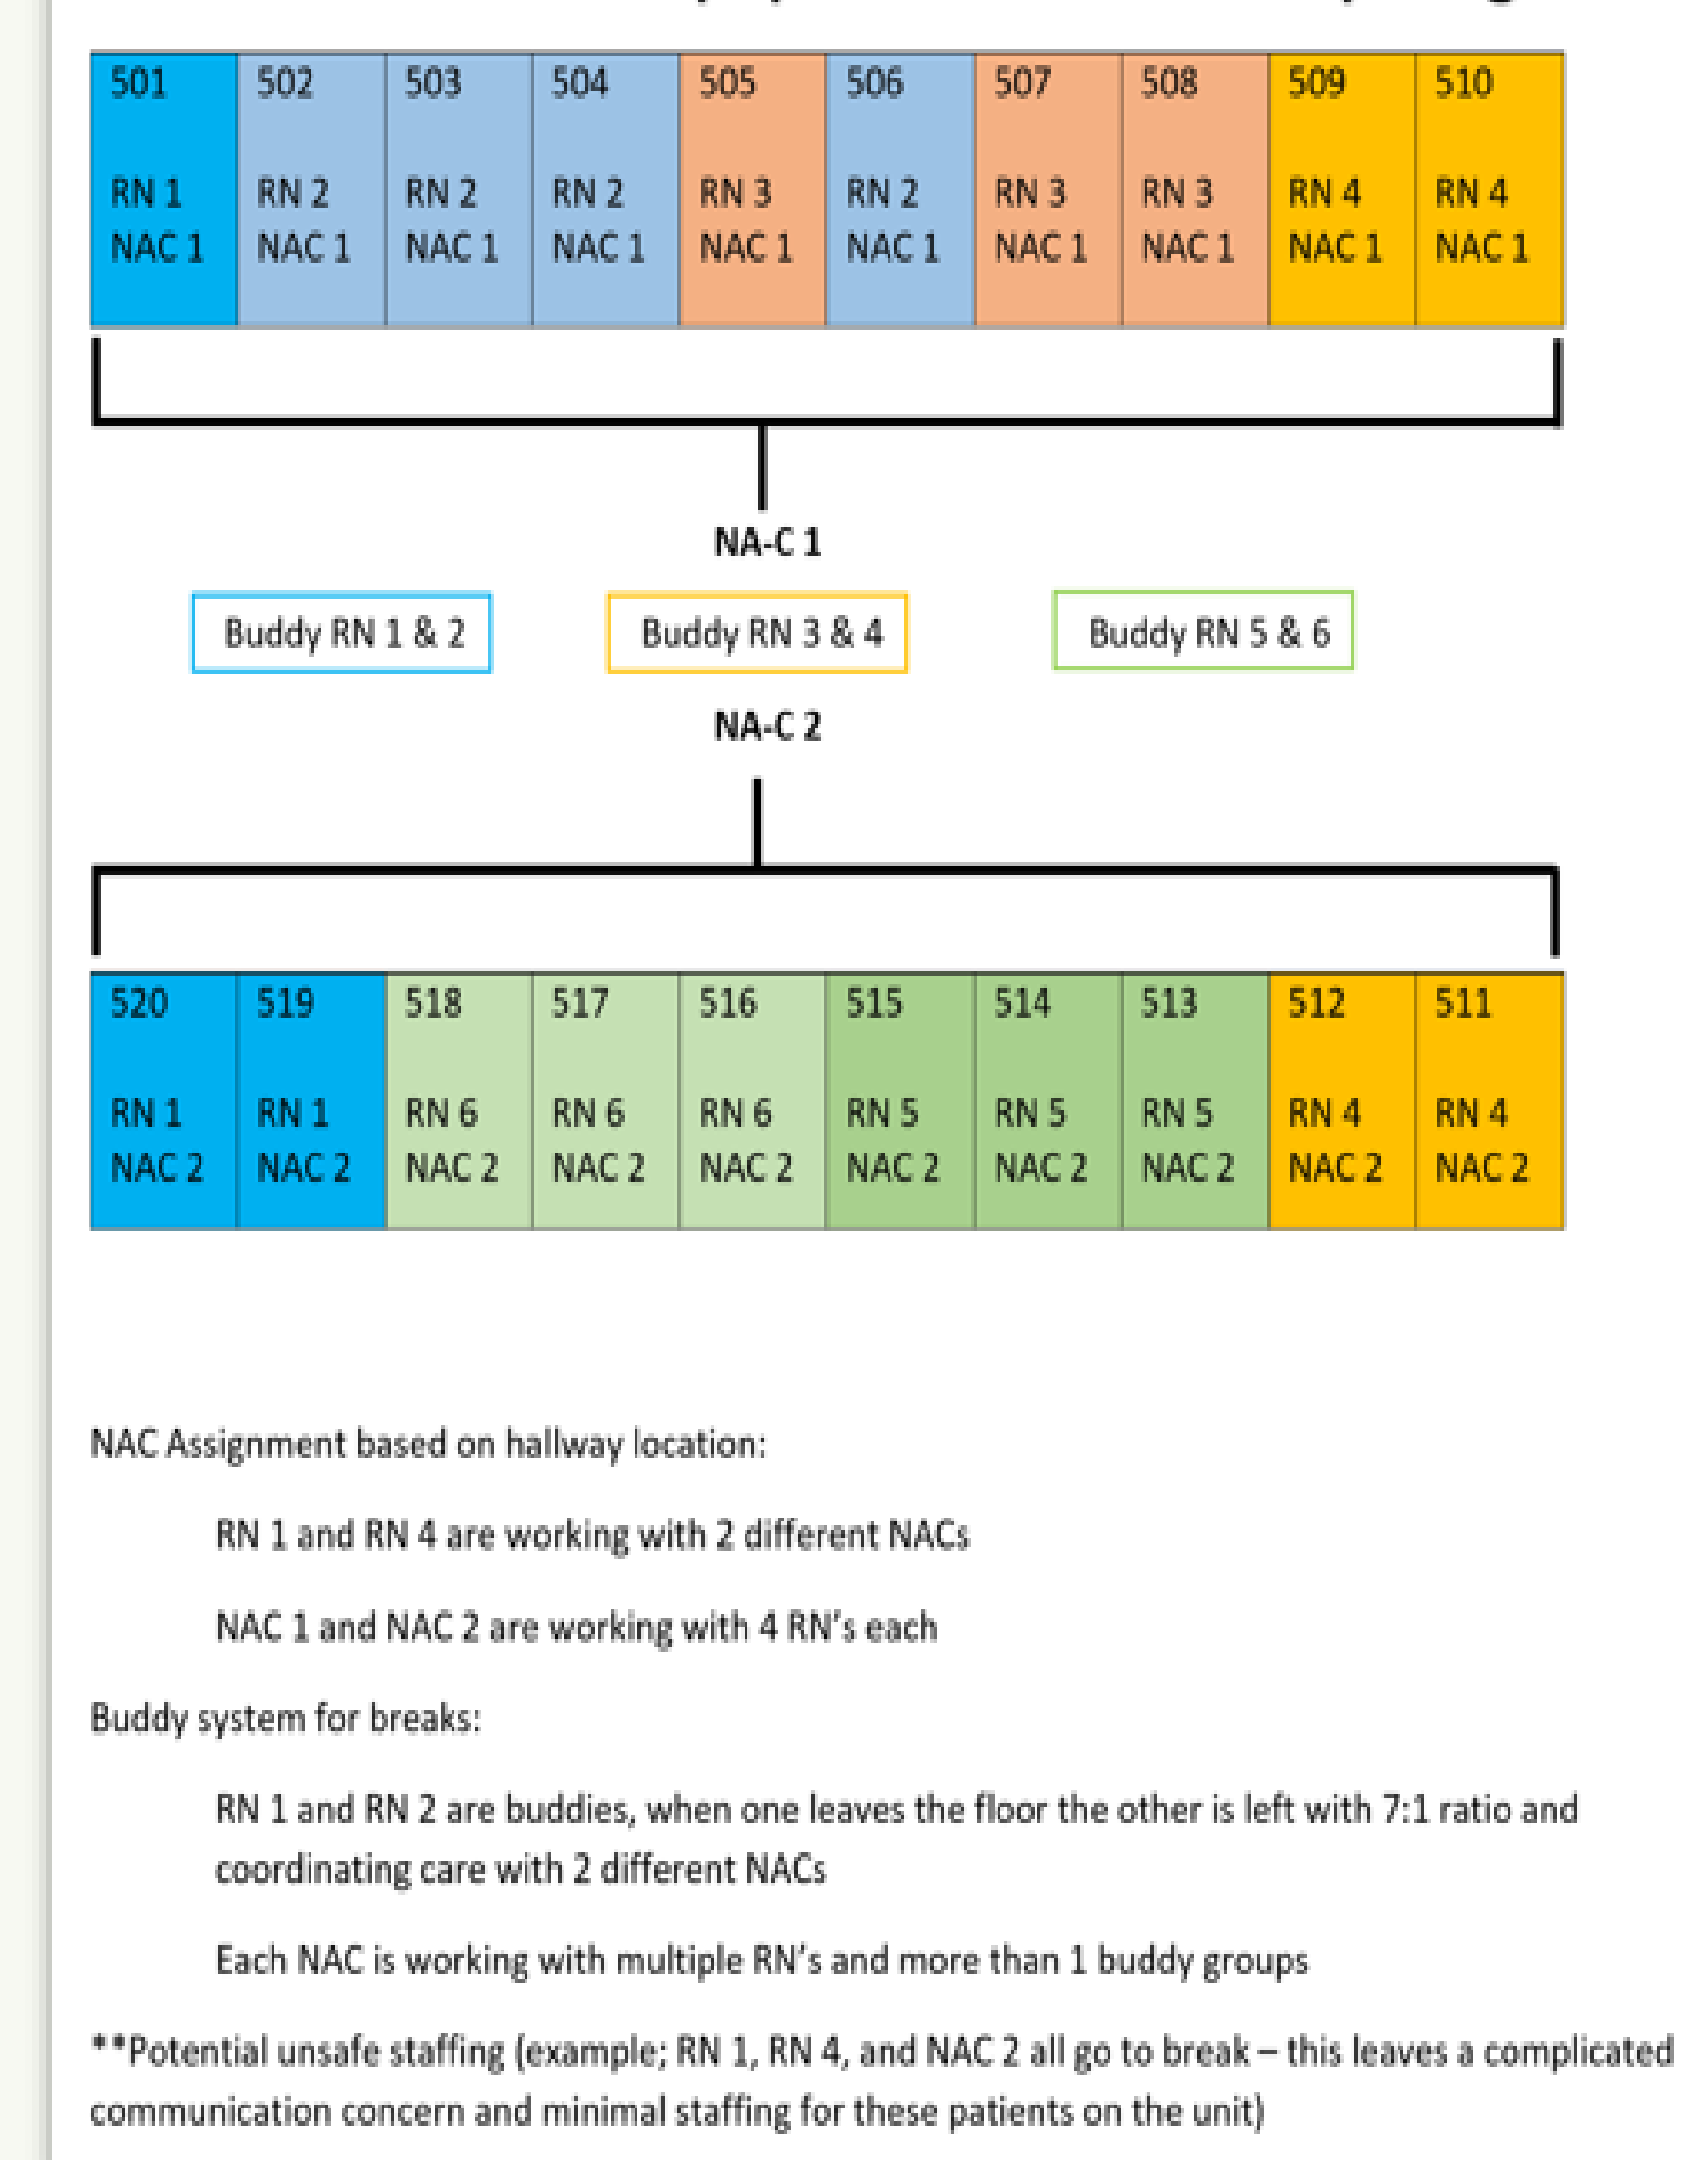 501 502 503 504 505 506 507 508 509 510
RN 1 RN 2 RN 2 RN 2 RN 3 RN 2 RN 3 RN 3 RN 4 RN 4
NAC 1 NAC 1 NAC 1 NAC 1 NAC 1 NAC 1 NAC 1 NAC 1 NAC 1 NAC 1
NA-C 1
Buddy RN 1 & 2 Buddy RN 3 & 4 Buddy RN 5 & 6
NA-C 2
520 519 518 517 516 515 514 513 512 511
RN 1 RN 1 RN 6 RN 6 RN 6 RN 5 RN 5 RN 5 RN 4 RN 4
NAC 2 NAC 2 NAC 2 NAC 2 NAC 2 NAC 2 NAC 2 NAC 2 NAC 2 NAC 2
NAC Assignment based on hallway location:
RN 1 and RN 4 are working with 2 different NACs
NAC 1 and NAC 2 are working with 4 RN's each
Buddy system for breaks:
RN 1 and RN 2 are buddies, when one leaves the floor the other is left with 7:1 ratio and
coordinating care with 2 different NACs
Each NAC is working with multiple RN's and more than 1 buddy groups
**Potential unsafe staffing (example; RN 1, RN 4, and NAC 2 all go to break – this leaves a complicated
communication concern and minimal staffing for these patients on the unit)